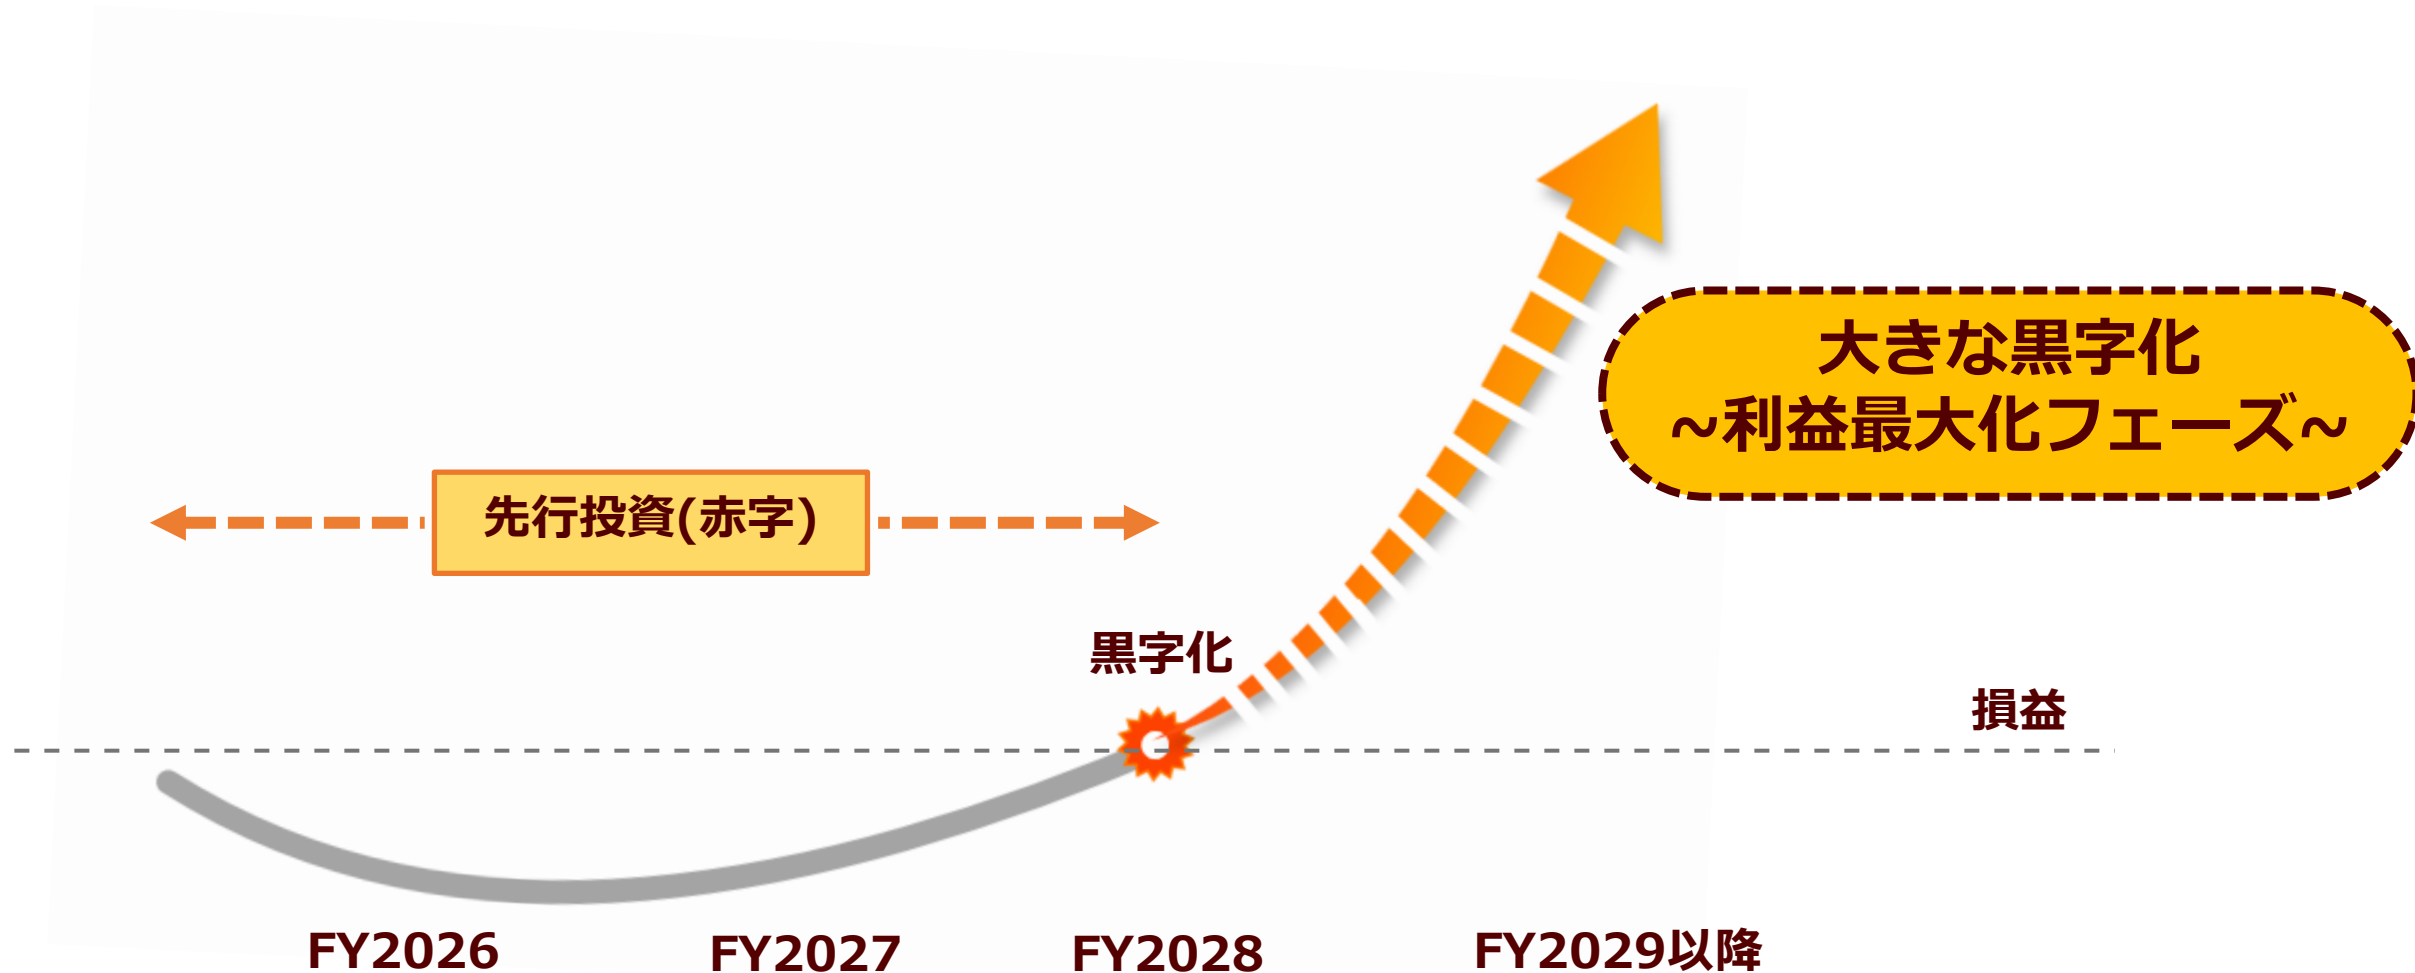 大きな黒字化
~利益最大化フェーズ~
先行投資(赤字)
黒字化
損益
FY2026
FY2027
FY2028
FY2029以降